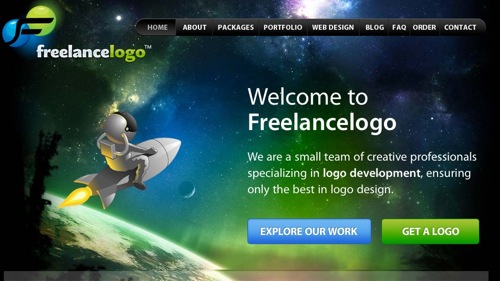 HOME ABOUT PACKAGES PORTFOLIO WEB DESIGN BLOG FAQ ORDER CONTACT
freelancelogo™
Welcome to
Freelancelogo
We are a small team of creative professionals
specializing in logo development, ensuring
only the best in logo design.
EXPLORE OUR WORK GET A LOGO